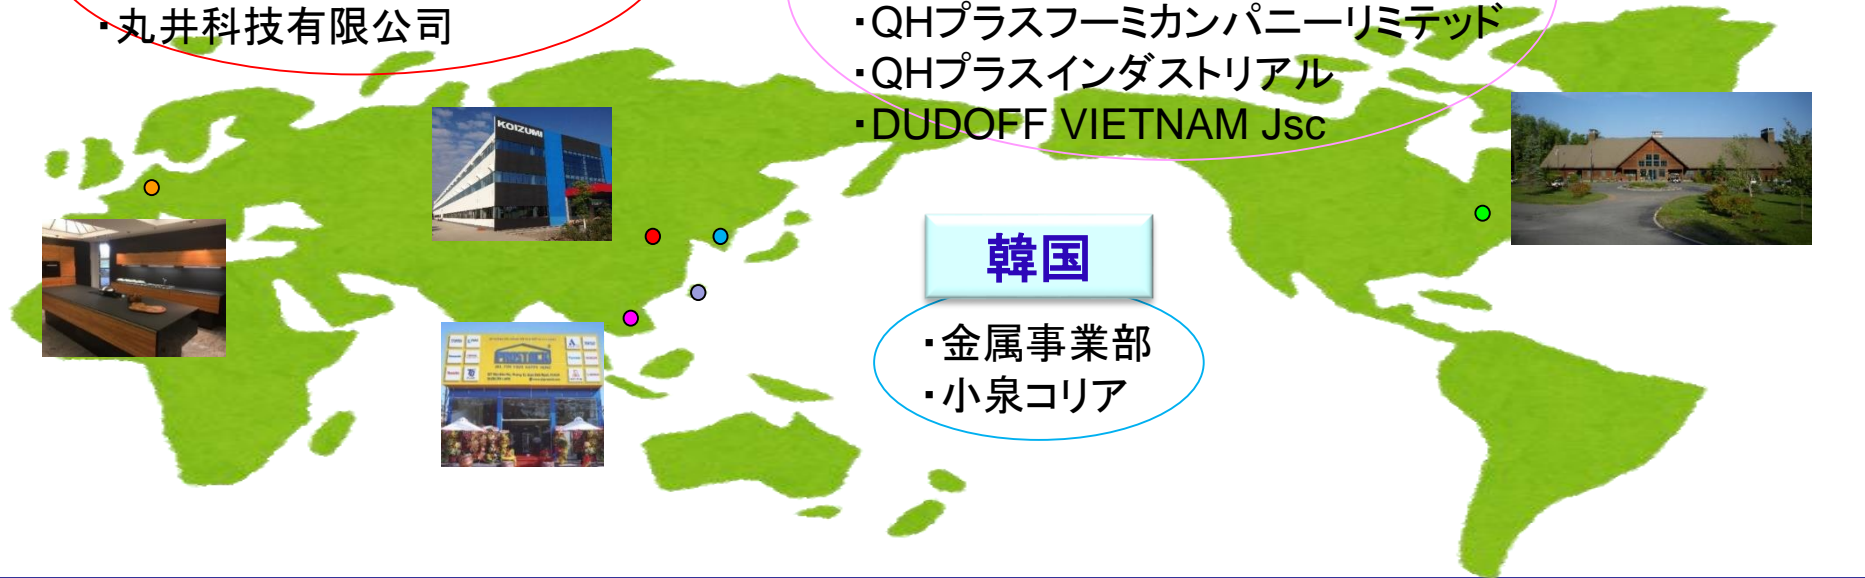 ・丸井科技有限公司
・QHプラスフーミカンパニーリミテッド
・QHプラスインダストリアル
・DUDOFF VIETNAM Jsc
KOIZUMI
韓国
・金属事業部
・小泉コリア